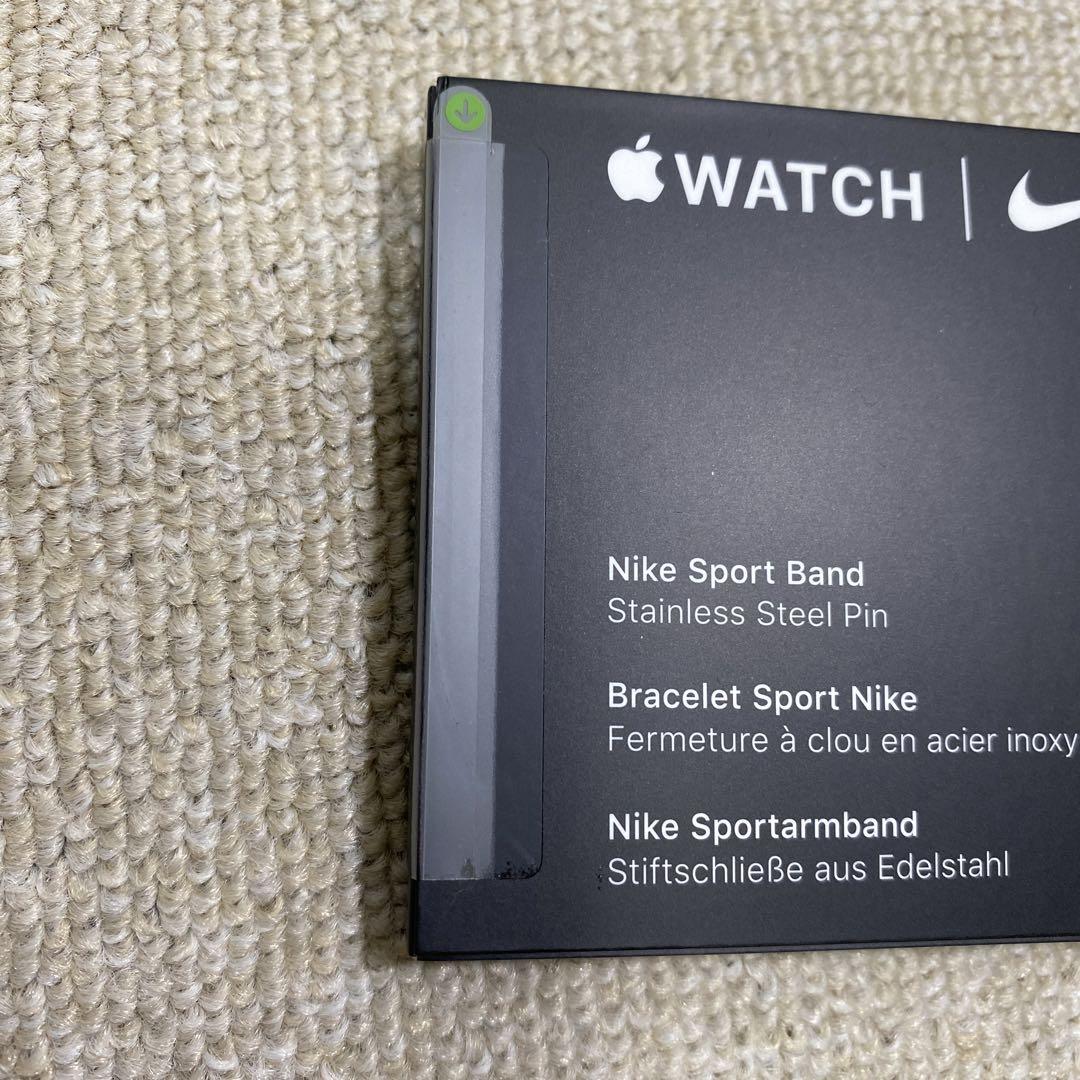 WATCH
Nike Sport Band
Stainless Steel Pin
Bracelet Sport Nike
Fermeture à clou en acier inoxy
Nike Sportarmband
Stiftschließe aus Edelstahl